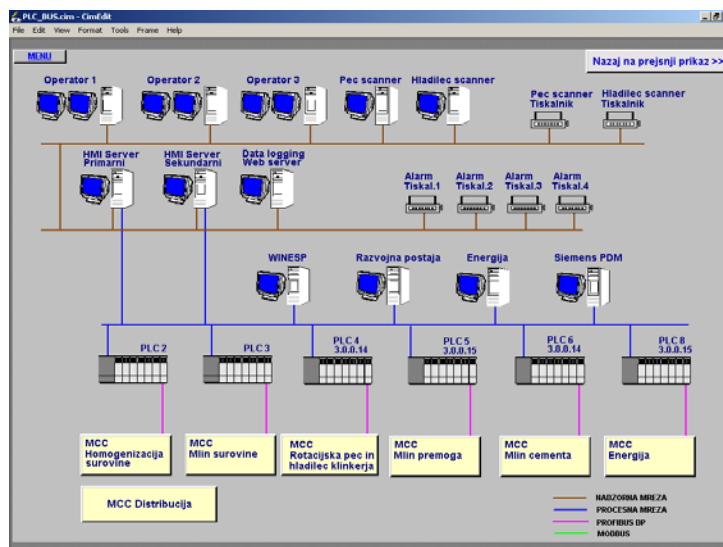 PLC_BUS.cim - CimEdit
File Edit View Format Tools Frame Help
MENU
Nazaj na prejsnji prikaz >>
Operator 1 Operator 2 Operator 3 Pec scanner Hladilec scanner
Pec scanner
Tiskalnik
Hladilec scanner
Tiskalnik
HMI Server
Primarni
HMI Server
Sekundarni
Data logging
Web server
Alarm
Tiskal.1
Alarm
Tiskal.2
Alarm
Tiskal.3
Alarm
Tiskal.4
WINESP Razvojna postaja Energija Siemens PDM
PLC 2
PLC 3
PLC 4
3.0.0.14
PLC 5
3.0.0.15
PLC 6
3.0.0.14
PLC 8
3.0.0.15
MCC
Homogenizacija
surovine
MCC
Mlin surovine
MCC
Rotacijska pec in
hladilec klinkerja
MCC
Mlin premoga
MCC
Mlin cementa
MCC
Energija
MCC Distribucija
NADZORNA MREZA
PROCESNA MREZA
PROFIBUS DP
MODBUS